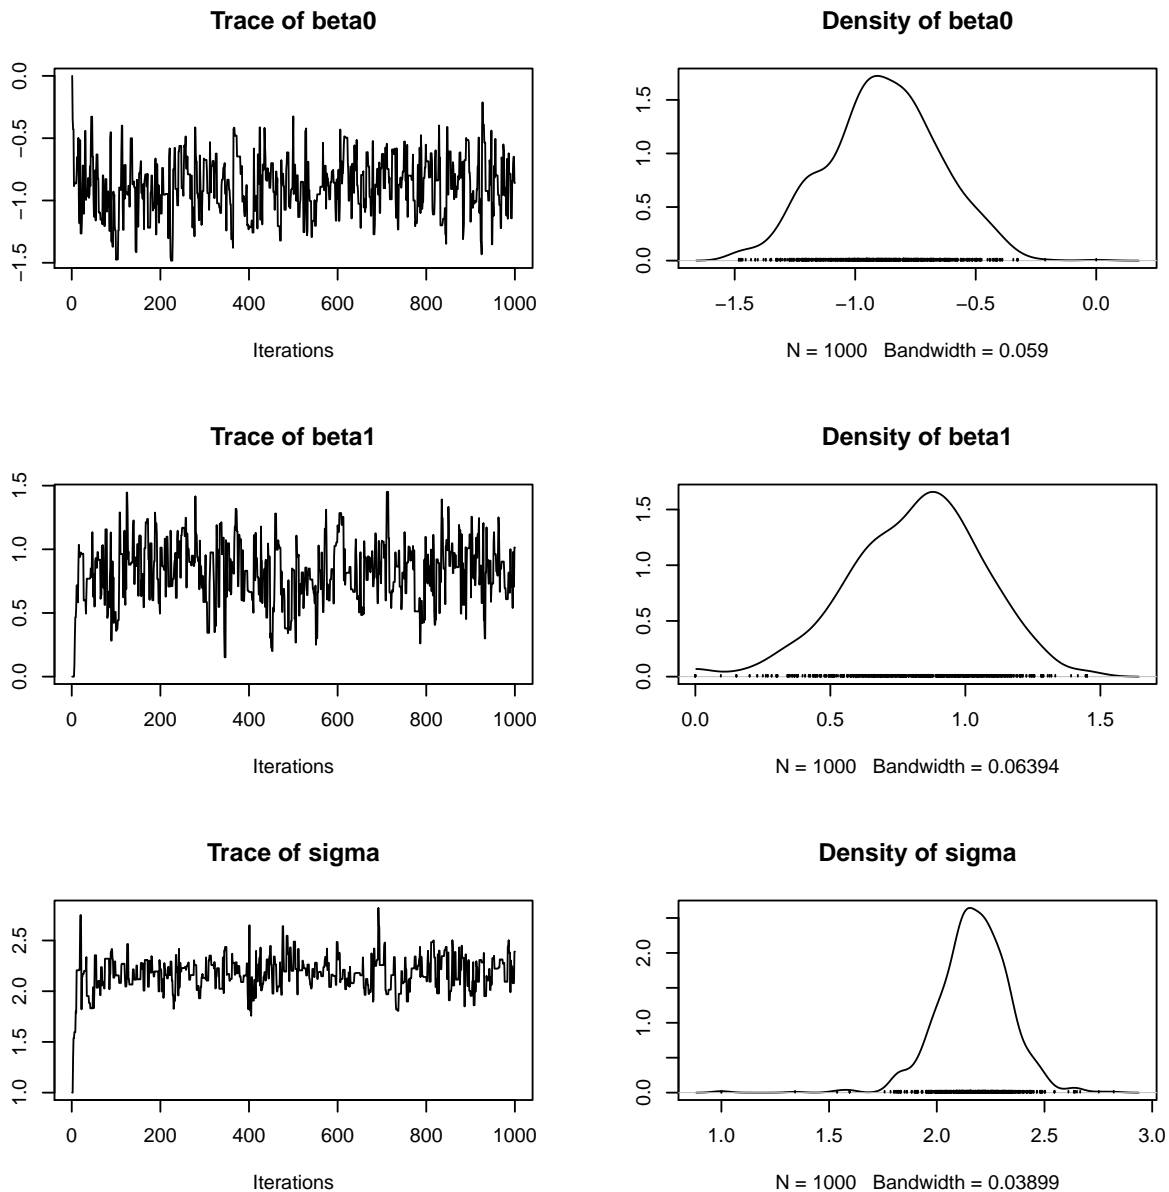 Trace of beta0
0.0
−0.5
−1.0
−1.5
0 200 400 600 800 1000
Iterations
Density of beta0
1.5
1.0
0.5
0.0
−1.5 −1.0 −0.5 0.0
N = 1000 Bandwidth = 0.059
Trace of beta1
1.5
1.0
0.5
0.0
0 200 400 600 800 1000
Iterations
Density of beta1
1.5
1.0
0.5
0.0
0.0 0.5 1.0 1.5
N = 1000 Bandwidth = 0.06394
Trace of sigma
2.5
2.0
1.5
1.0
0 200 400 600 800 1000
Iterations
Density of sigma
2.0
1.0
0.0
1.0 1.5 2.0 2.5 3.0
N = 1000 Bandwidth = 0.03899